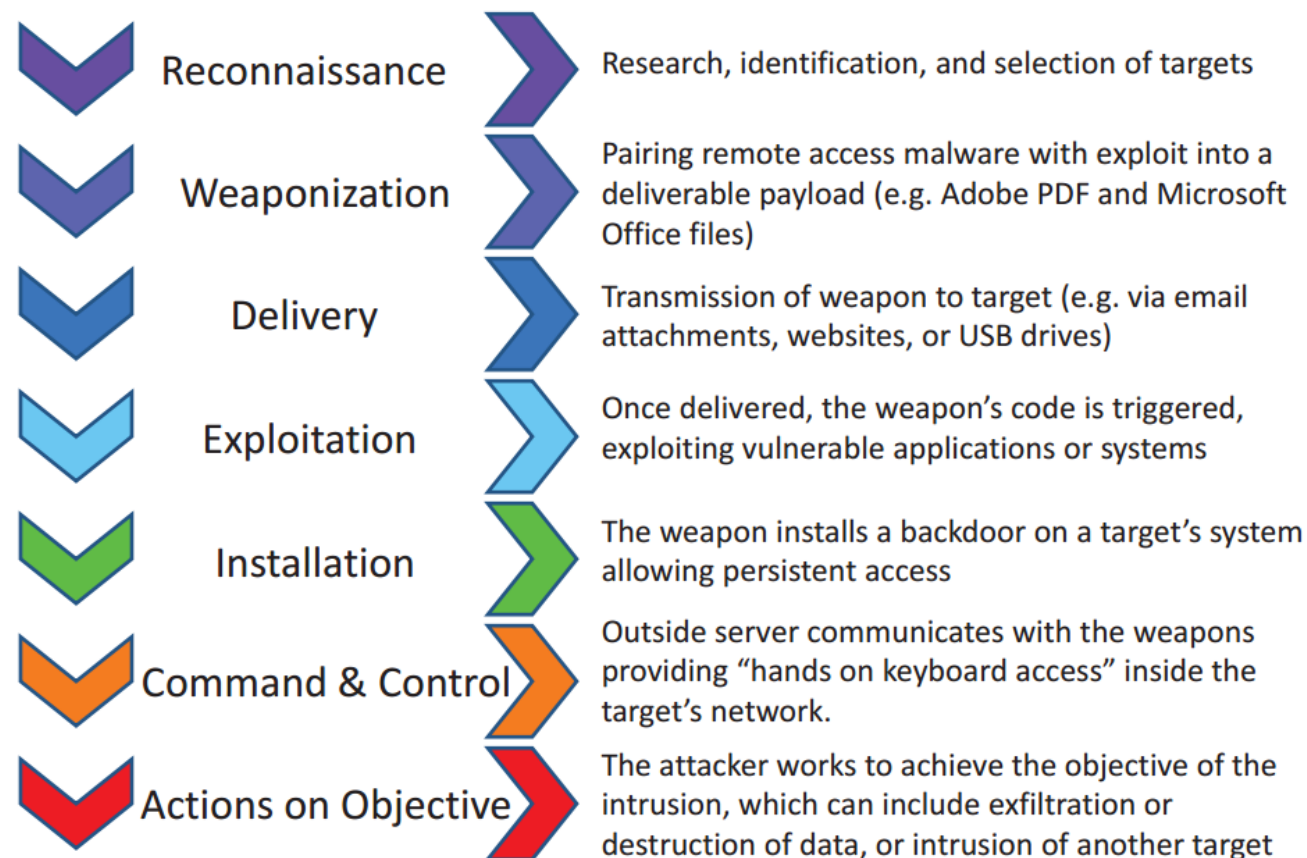 Reconnaissance
Research, identification, and selection of targets
Weaponization
Pairing remote access malware with exploit into a
deliverable payload (e.g. Adobe PDF and Microsoft
Office files)
Delivery
Transmission of weapon to target (e.g. via email
attachments, websites, or USB drives)
Exploitation
Once delivered, the weapon’s code is triggered,
exploiting vulnerable applications or systems
Installation
The weapon installs a backdoor on a target’s system
allowing persistent access
Command & Control
Outside server communicates with the weapons
providing “hands on keyboard access” inside the
target’s network.
Actions on Objective
The attacker works to achieve the objective of the
intrusion, which can include exfiltration or
destruction of data, or intrusion of another target